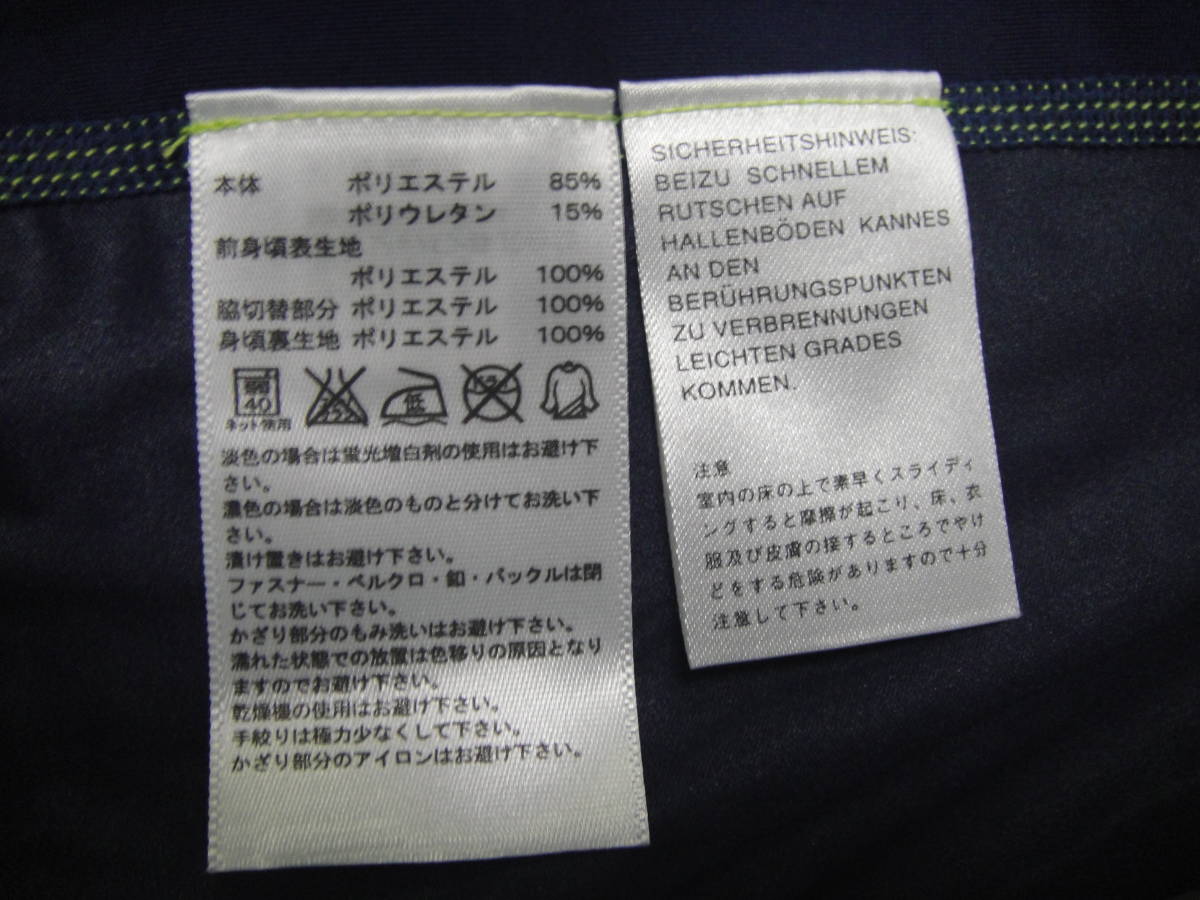 本体 ポリエステル 85%
ポリウレタン 15%
前身頃表生地
ポリエステル 100%
脇切替部分 ポリエステル 100%
身頃裏生地 ポリエステル 100%
40 低
ネット使用
淡色の場合は蛍光増白剤の使用はお避け下
さい。
濃色の場合は淡色のものと分けてお洗い下
さい。
漬け置きはお避け下さい。
ファスナー・ベルクロ・釦・バックルは閉
じてお洗い下さい。
かざり部分のもみ洗いはお避け下さい。
濡れた状態での放置は色移りの原因となり
ますのでお避け下さい。
乾燥機の使用はお避け下さい。
手絞りは極力少なくして下さい。
かざり部分のアイロンはお避け下さい。
SICHERHEITSHINWEIS:
BEIZU SCHNELLEM
RUTSCHEN AUF
HALLENBÖDEN KANNES
AN DEN
BERÜHRUNGSPUNKTEN
ZU VERBRENNUNGEN
LEICHTEN GRADES
KOMMEN.
注意
室内の床の上で素早くスライディ
ングすると摩擦が起こり、床、衣
服及び皮膚の接するところでやけ
どをする危険がありますので十分
注意して下さい。